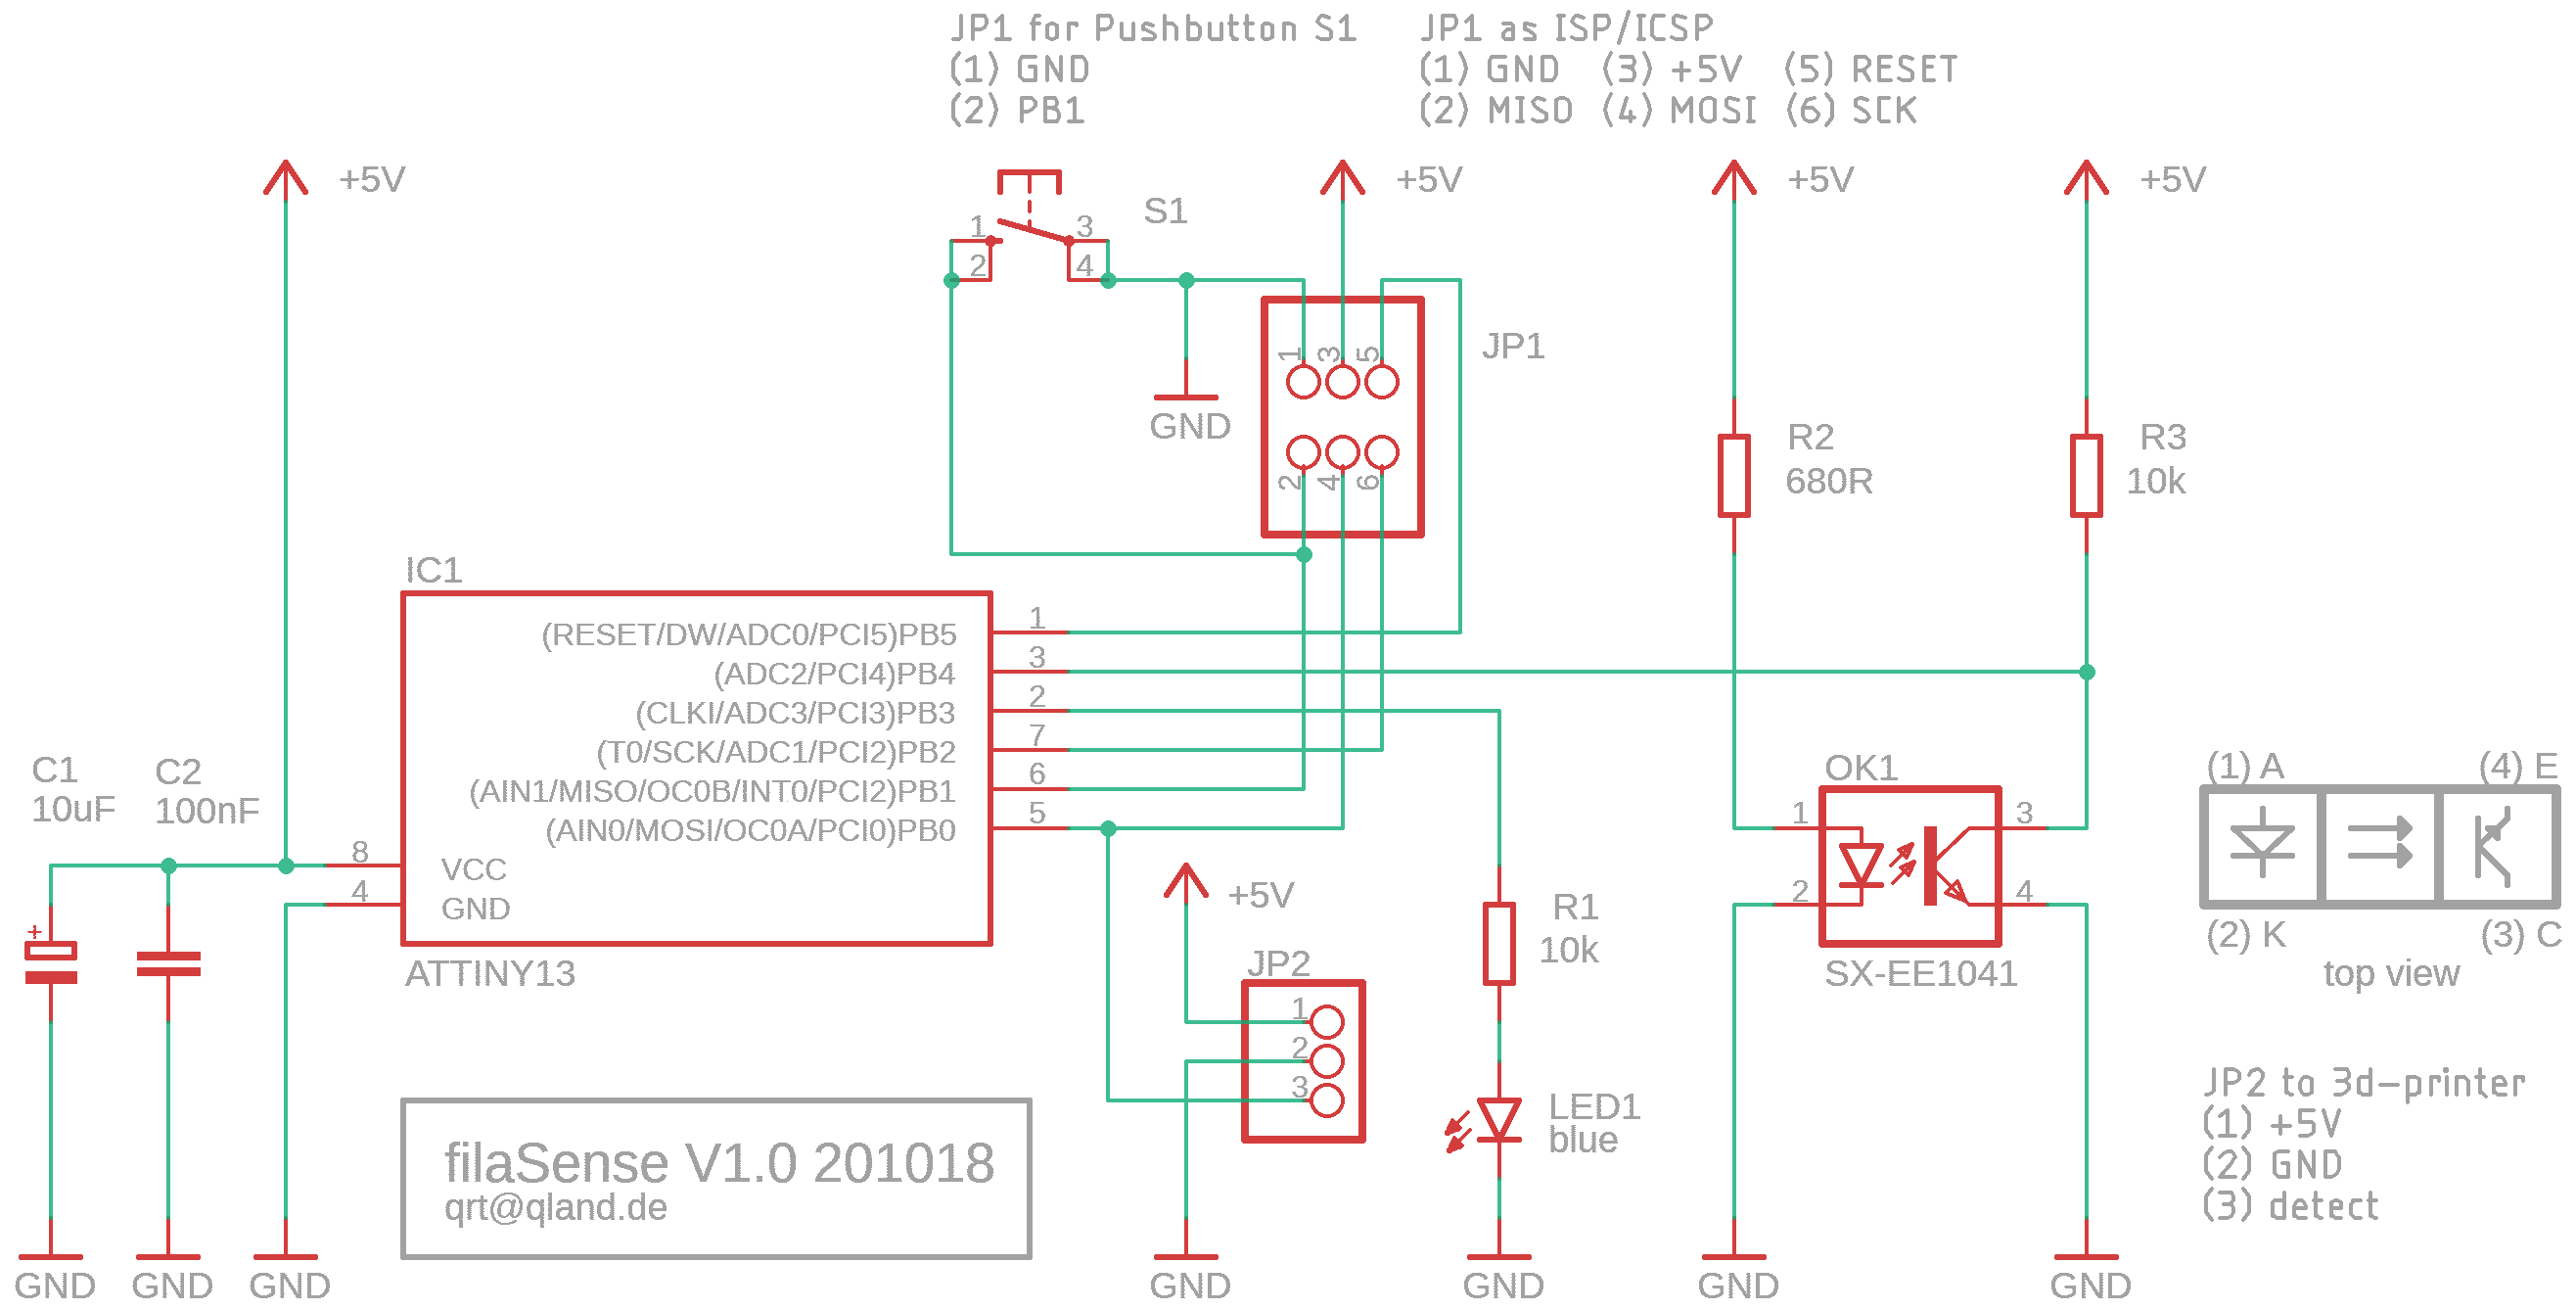 JP1 for Pushbutton S1
(1) GND
(2) PB1
JP1 as ISP/ICSP
(1) GND (3) +5V (5) RESET
(2) MISO (4) MOSI (6) SCK
+5V
+5V
+5V
+5V
S1
1
2
3
4
GND
JP1
1 3 5
2 4 6
R2
680R
R3
10k
IC1
(RESET/DW/ADC0/PCI5)PB5
1
(ADC2/PCI4)PB4
3
(CLKI/ADC3/PCI3)PB3
2
(T0/SCK/ADC1/PCI2)PB2
7
(AIN1/MISO/OC0B/INT0/PCI2)PB1
6
(AIN0/MOSI/OC0A/PCI0)PB0
5
8
VCC
4
GND
ATTINY13
C1
10uF
+
C2
100nF
+5V
JP2
1
2
3
R1
10k
LED1
blue
OK1
1
2
3
4
SX-EE1041
(1) A
(4) E
(2) K
(3) C
top view
JP2 to 3d-printer
(1) +5V
(2) GND
(3) detect
filaSense V1.0 201018
qrt@qland.de
GND
GND
GND
GND
GND
GND
GND